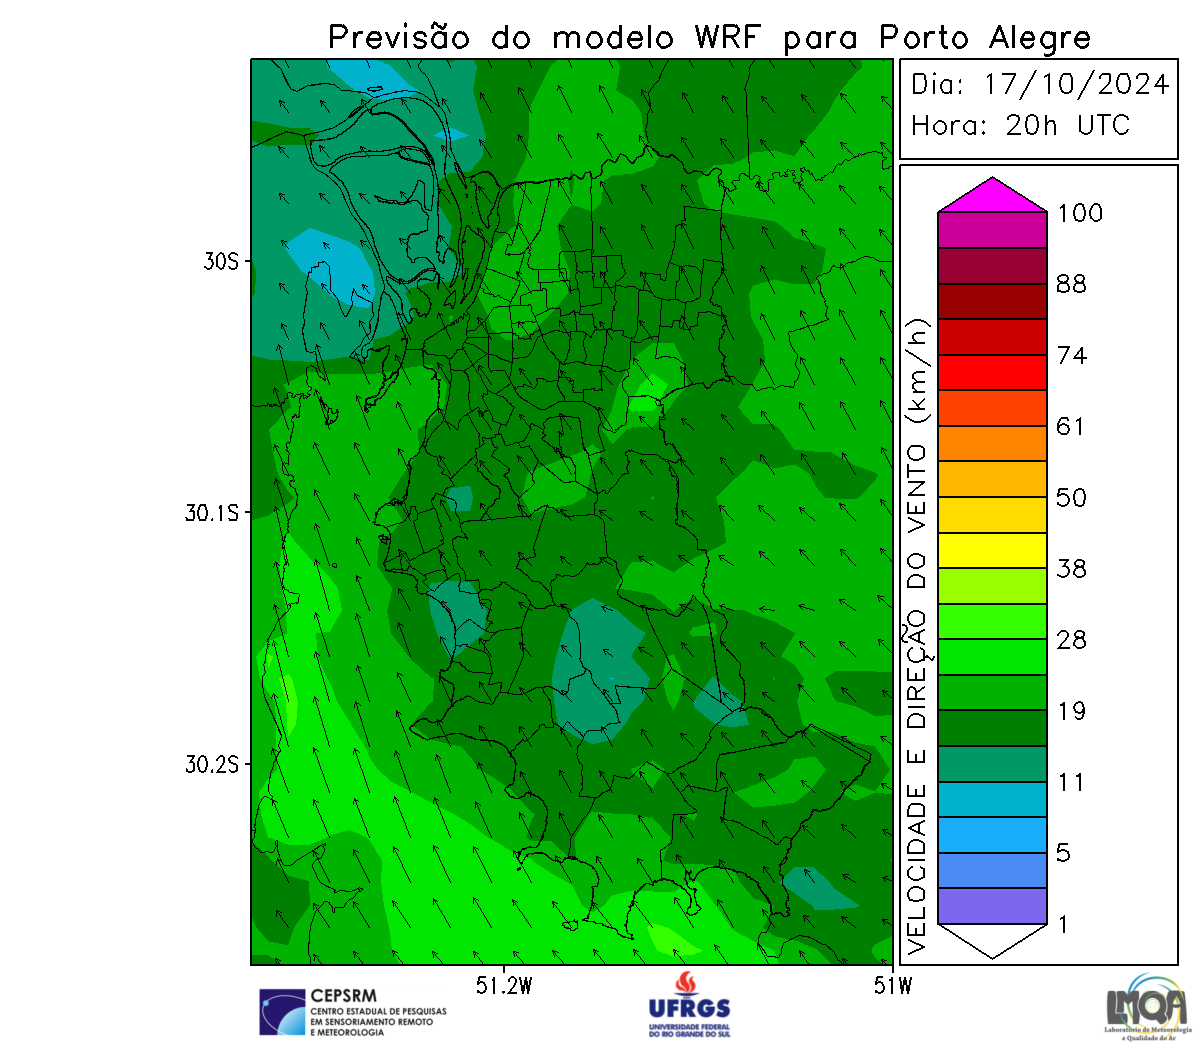 Previsão do modelo WRF para Porto Alegre
Dia: 17/10/2024
Hora: 20h UTC
100
88
74
61
50
38
28
19
11
5
1
VELOCIDADE E DIREÇÃO DO VENTO (km/h)
30S
30.1S
30.2S
51.2W
51W
CEPSRM
CENTRO ESTADUAL DE PESQUISAS
EM SENSORIAMENTO REMOTO
E METEOROLOGIA
UFRGS
UNIVERSIDADE FEDERAL
DO RIO GRANDE DO SUL
LMQA
Laboratório de Meteorologia
e Qualidade do Ar